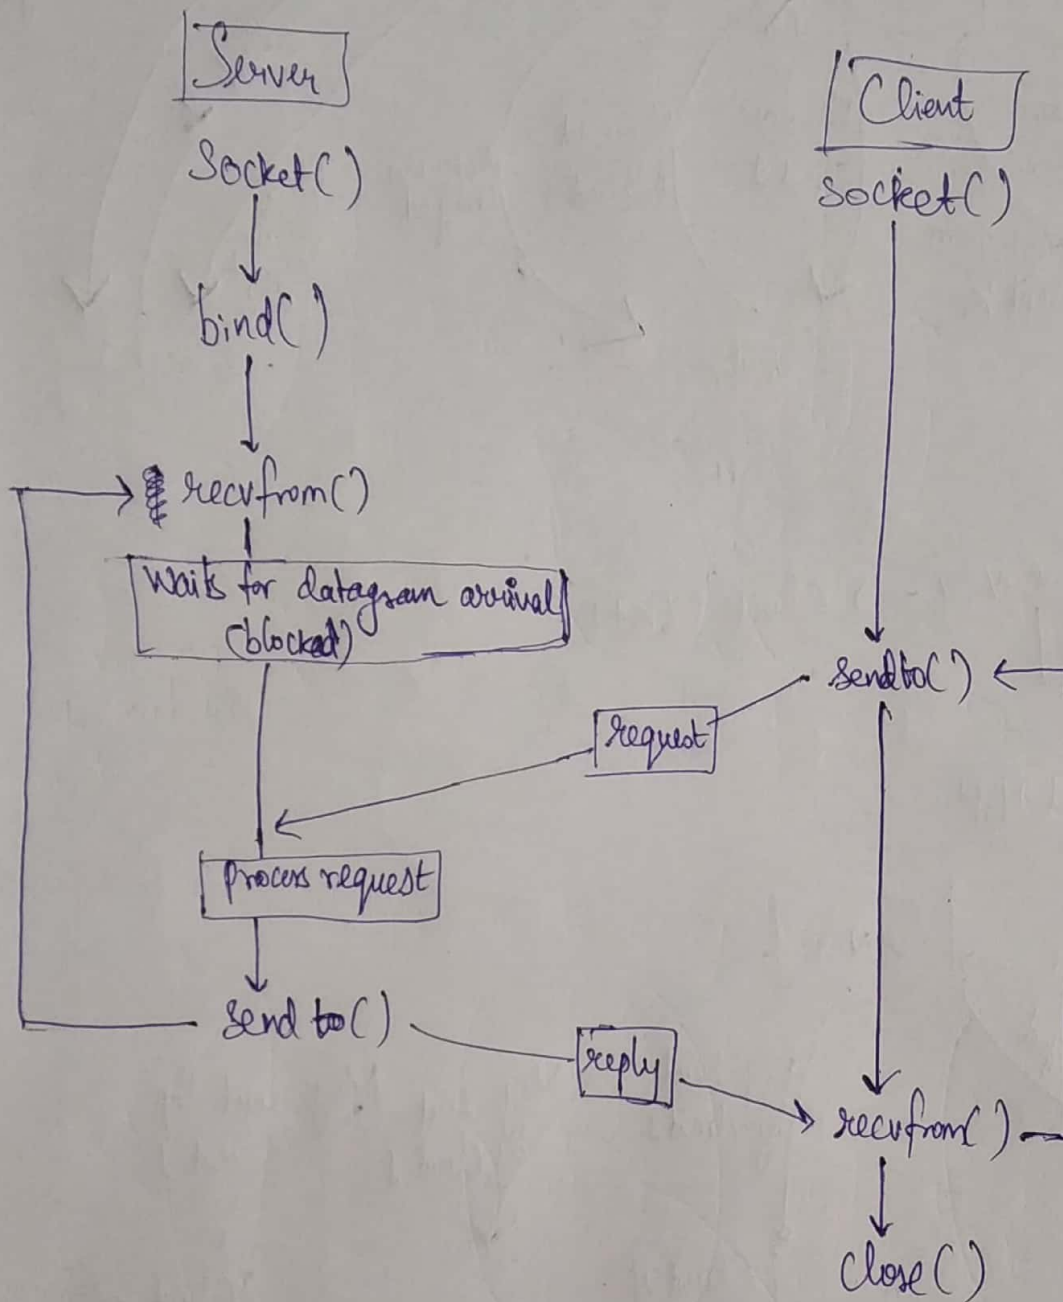 Server
Socket()
bind()
recvfrom()
Waits for datagram arrival
(blocked)
process request
send to()
request
reply
Client
socket()
sendto()
recvfrom()
close()